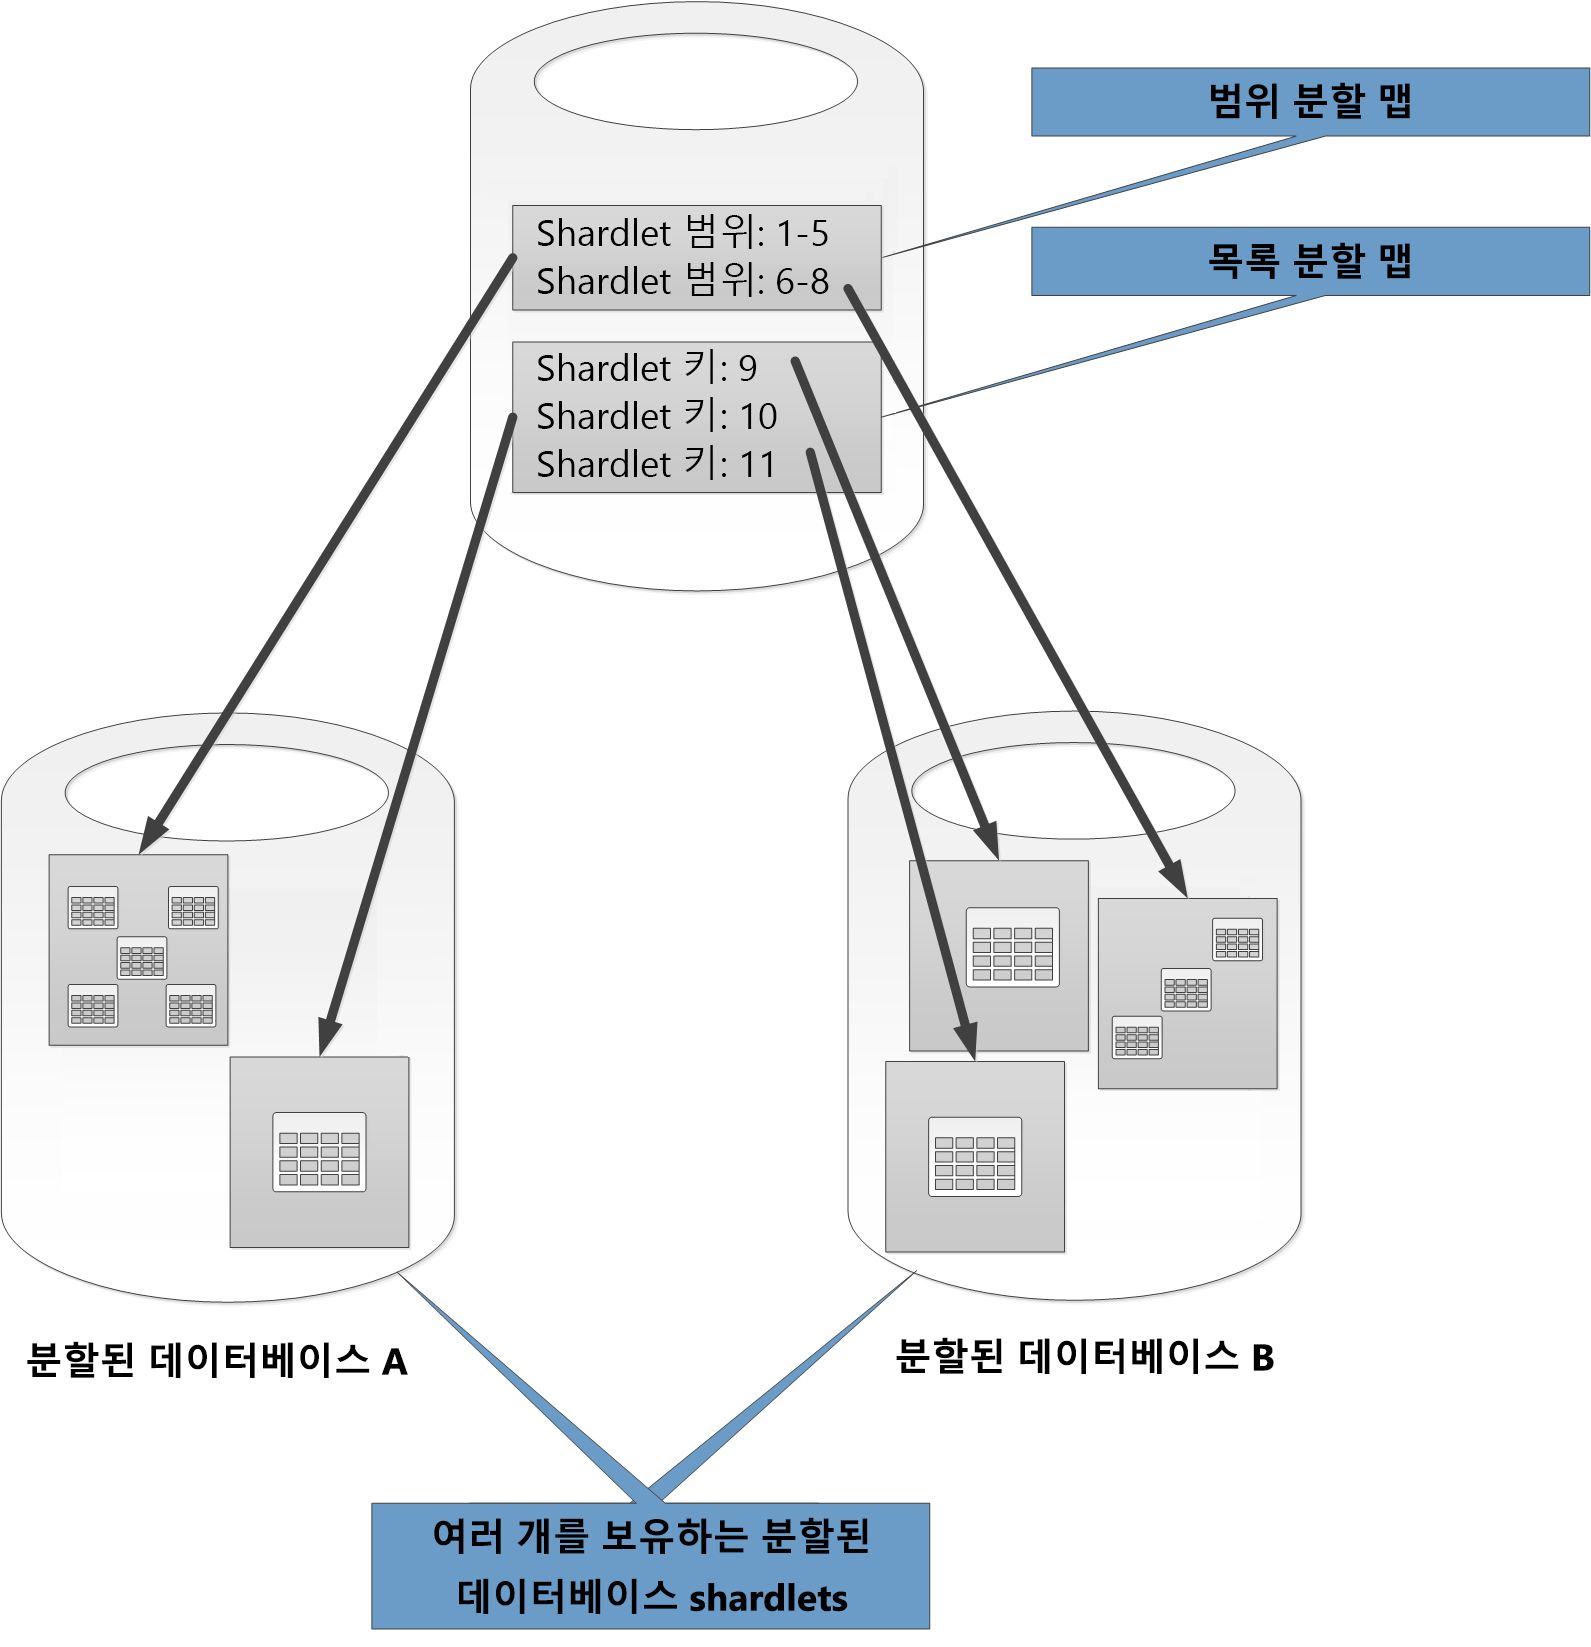 범위 분할 맵
Shardlet 범위: 1-5
Shardlet 범위: 6-8
목록 분할 맵
Shardlet 키: 9
Shardlet 키: 10
Shardlet 키: 11
분할된 데이터베이스 A
분할된 데이터베이스 B
여러 개를 보유하는 분할된
데이터베이스 shardlets